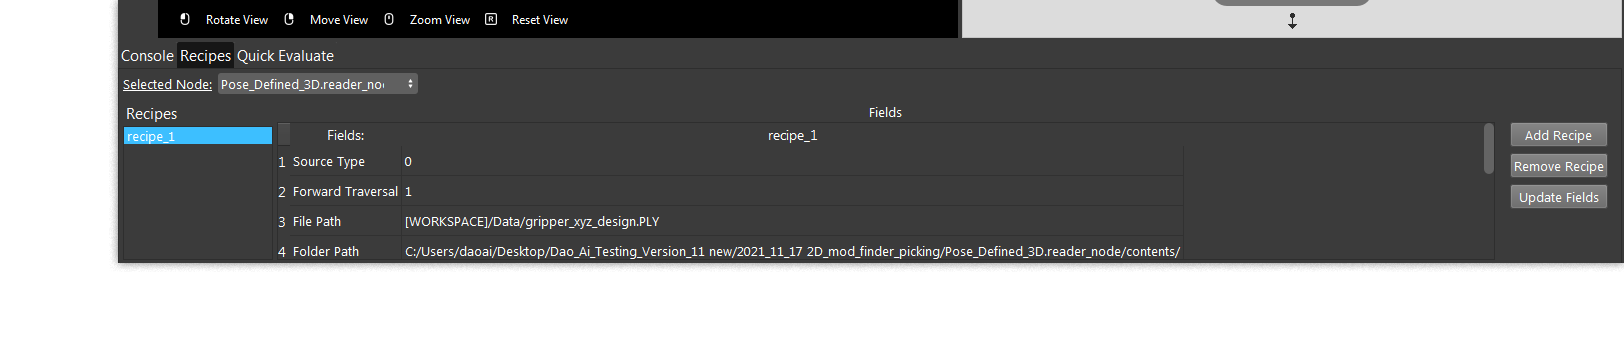 Rotate View Move View Zoom View R Reset View
Console Recipes Quick Evaluate
Selected Node: Pose_Defined_3D.reader_no
Recipes Fields
recipe_1 Fields: recipe_1 Add Recipe
1 Source Type 0
Remove Recipe
2 Forward Traversal 1 Update Fields
3 File Path [WORKSPACE]/Data/gripper_xyz_design.PLY
4 Folder Path C:/Users/daoai/Desktop/Dao_Ai_Testing_Version_11 new/2021_11_17 2D_mod_finder_picking/Pose_Defined_3D.reader_node/contents/